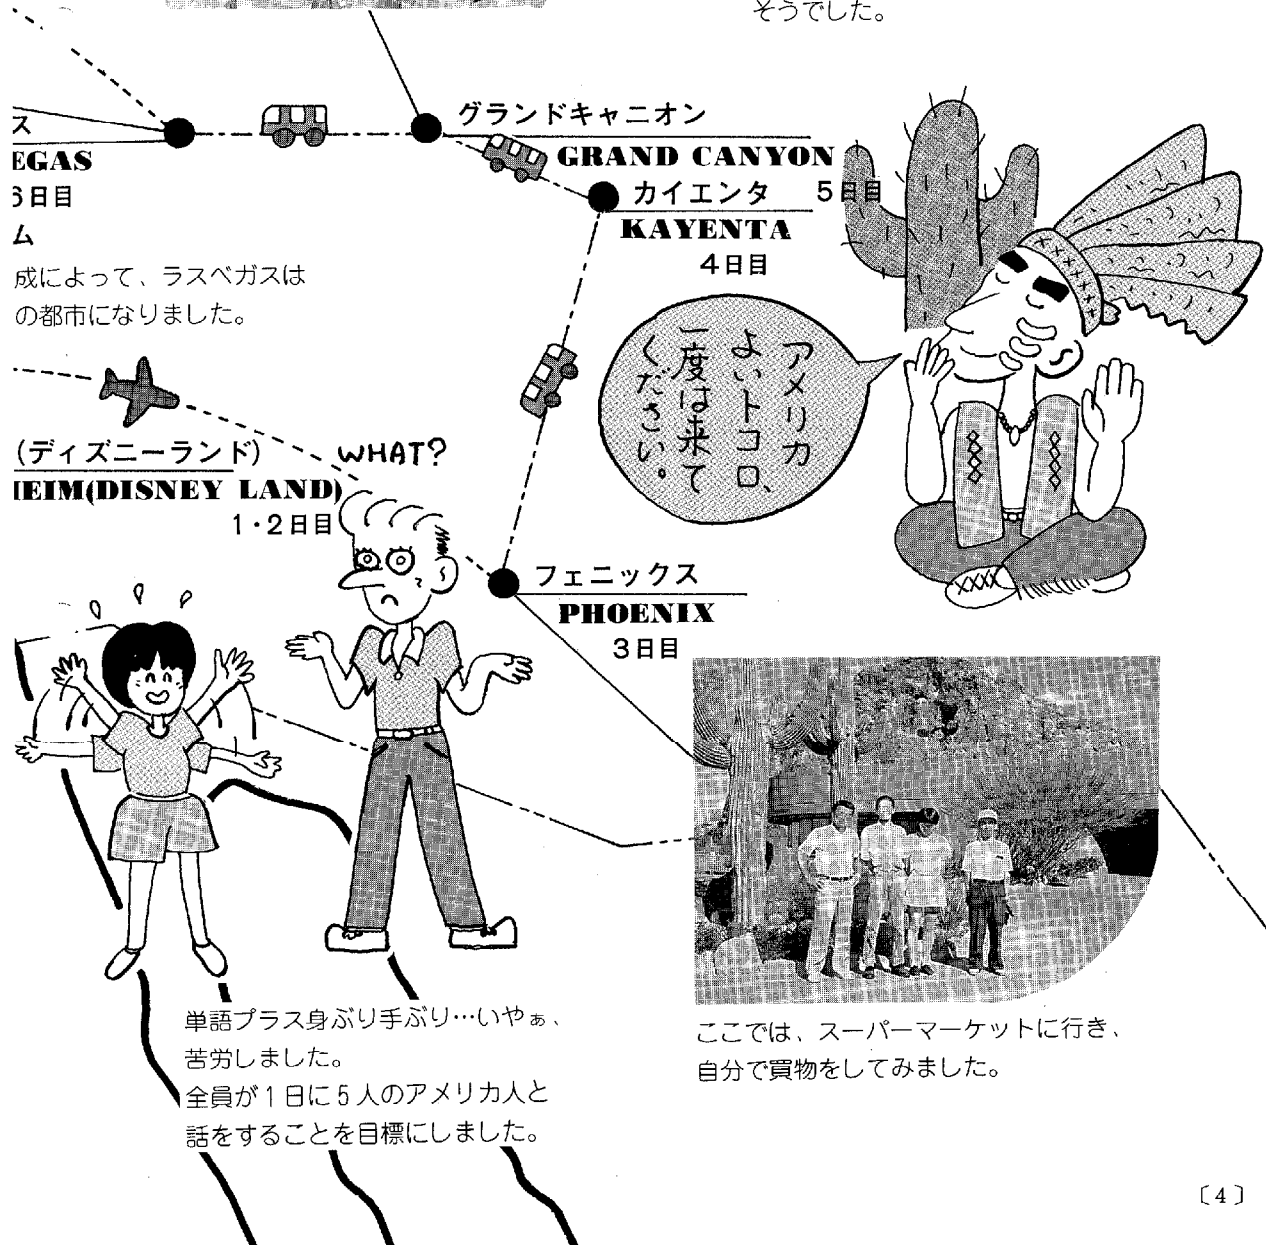 そうでした。
グランドキャニオン
GRAND CANYON
5日目
ス
EGAS
6日目
ム
成によって、ラスベガスは
の都市になりました。
カイエンタ
KAYENTA
4日目
アメリカ
よいトコロ、
一度は来て
ください。
(ディズニーランド)
HEIM(DISNEY LAND)
1・2日目
WHAT?
フェニックス
PHOENIX
3日目
単語プラス身ぶり手ぶり…いやぁ、
苦労しました。
全員が1日に5人のアメリカ人と
話をすることを目標にしました。
ここでは、スーパーマーケットに行き、
自分で買物をしてみました。
〔4〕